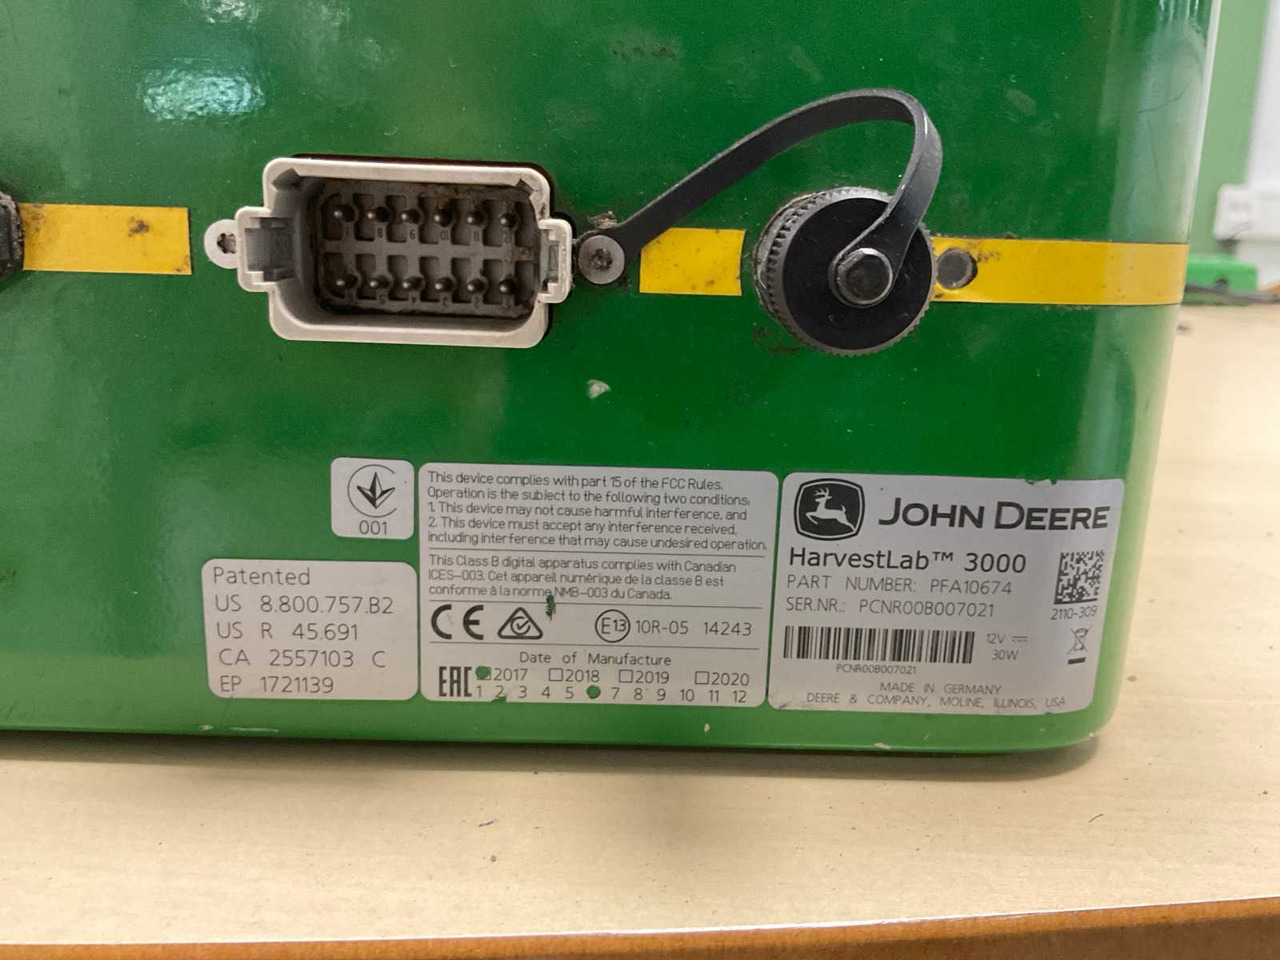 001
Patented
US 8.800.757.B2
US R 45.691
CA 2557103 C
EP 1721139
This device complies with part 15 of the FCC Rules.
Operation is the subject to the following two conditions:
1. This device may not cause harmful interference, and
2. This device must accept any interference received,
including interference that may cause undesired operation.
This Class B digital apparatus complies with Canadian
ICES-003. Cet appareil numérique de la classe B est
conforme à la norme NMB-003 du Canada.
CE E13 10R-05 14243
Date of Manufacture
EAC 2017 2018 2019 2020
1 2 3 4 5 7 8 9 10 11 12
JOHN DEERE
HarvestLab™ 3000
PART NUMBER: PFA10674
SER.NR.: PCNR00B007021
2110-309
12V
30W
PCNR00B007021
MADE IN GERMANY
DEERE & COMPANY, MOLINE, ILLINOIS, USA